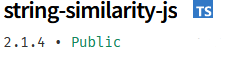 string-similarity-js TS
2.1.4 • Public